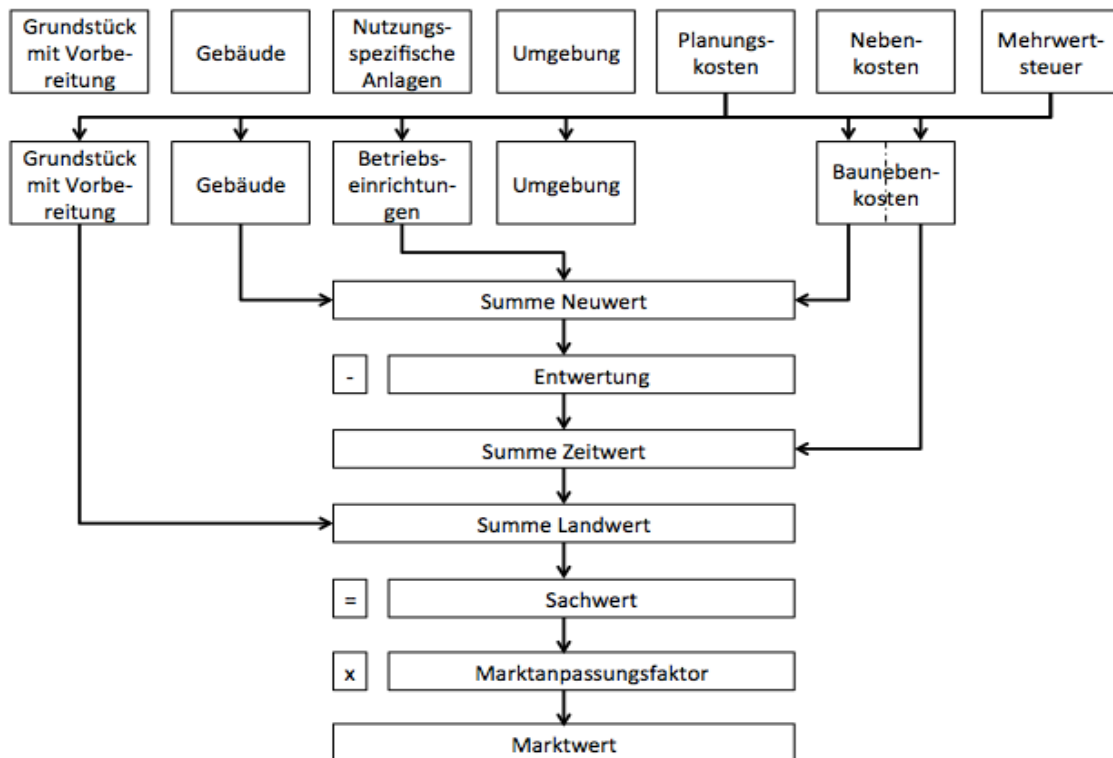 Grundstück
mit Vorbe-
reitung
Gebäude
Nutzungs-
spezifische
Anlagen
Umgebung
Planungs-
kosten
Neben-
kosten
Mehrwert-
steuer
Grundstück
mit Vorbe-
reitung
Gebäude
Betriebs-
einrichtun-
gen
Umgebung
Bauneben-
kosten
Summe Neuwert
- Entwertung
Summe Zeitwert
Summe Landwert
= Sachwert
x Marktanpassungsfaktor
Marktwert